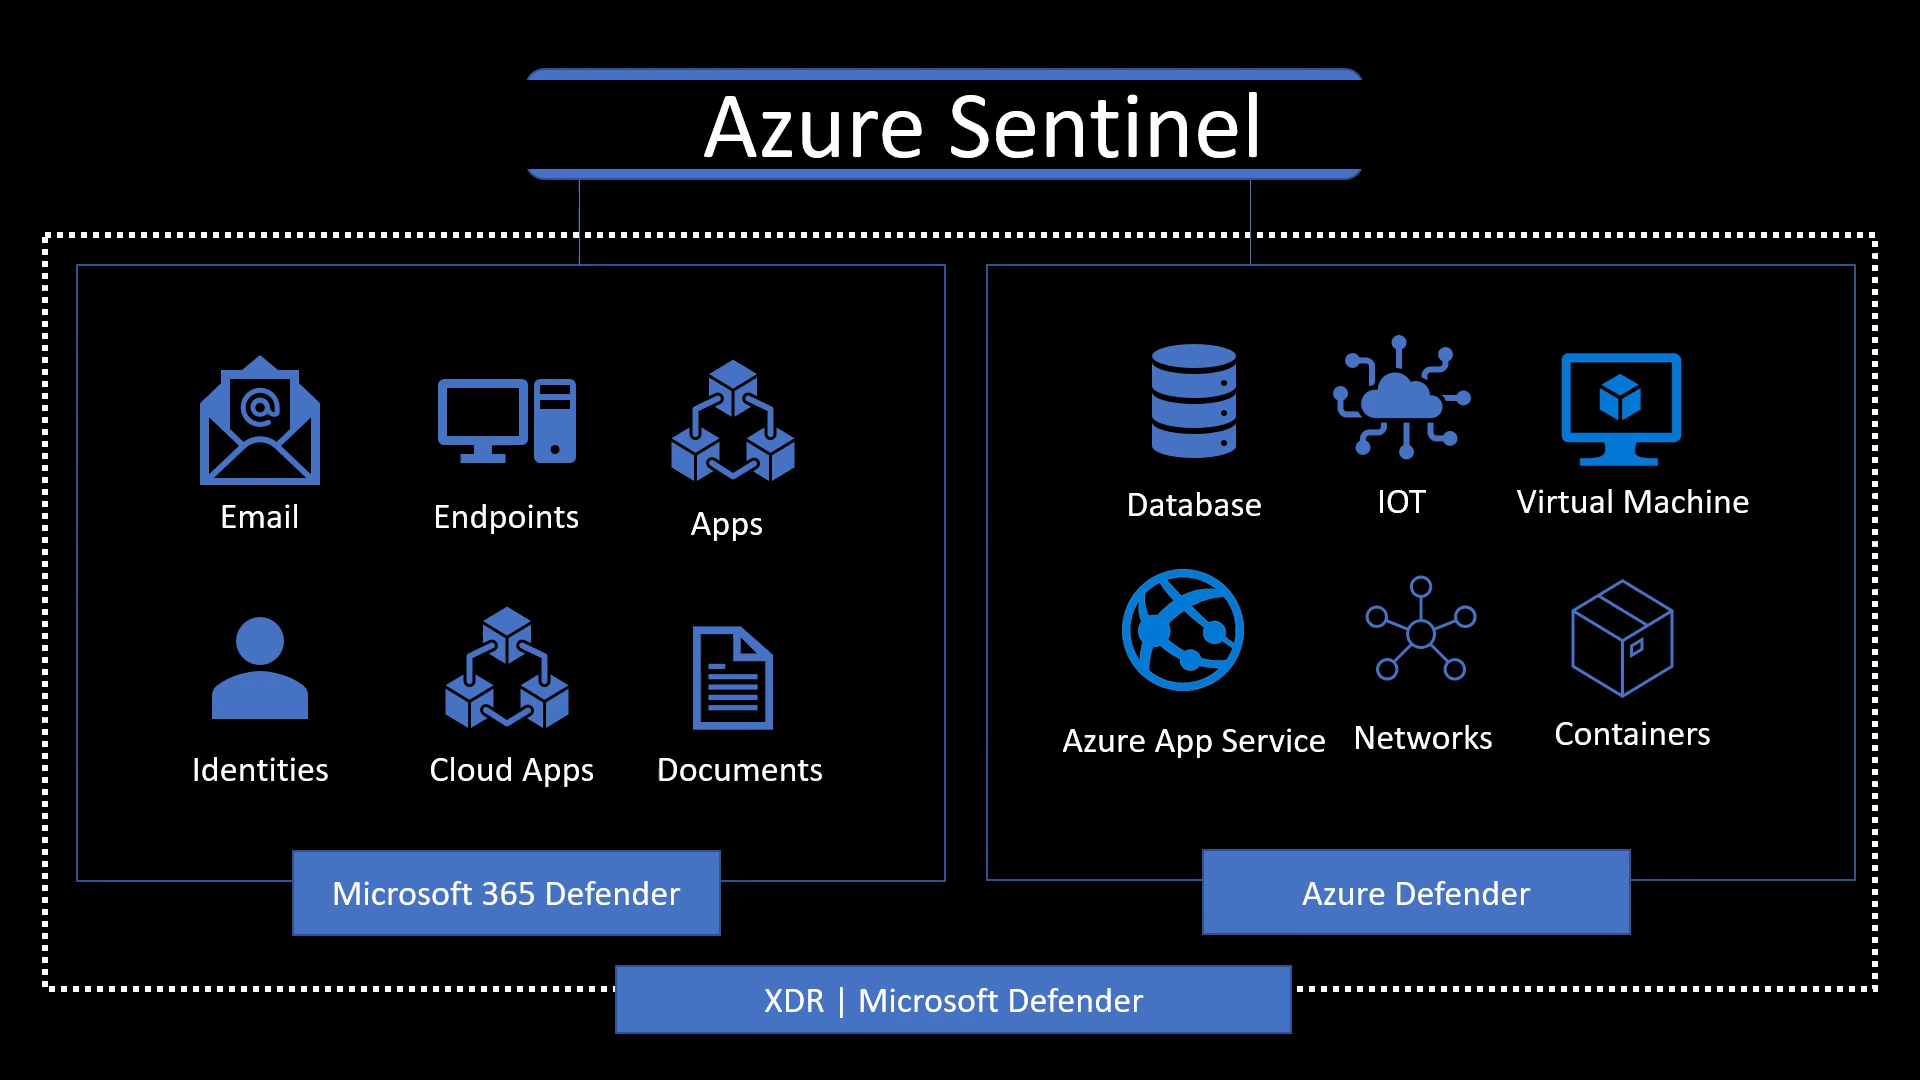 Azure Sentinel
Email
Endpoints
Apps
Identities
Cloud Apps
Documents
Microsoft 365 Defender
Database
IOT
Virtual Machine
Azure App Service
Networks
Containers
Azure Defender
XDR | Microsoft Defender